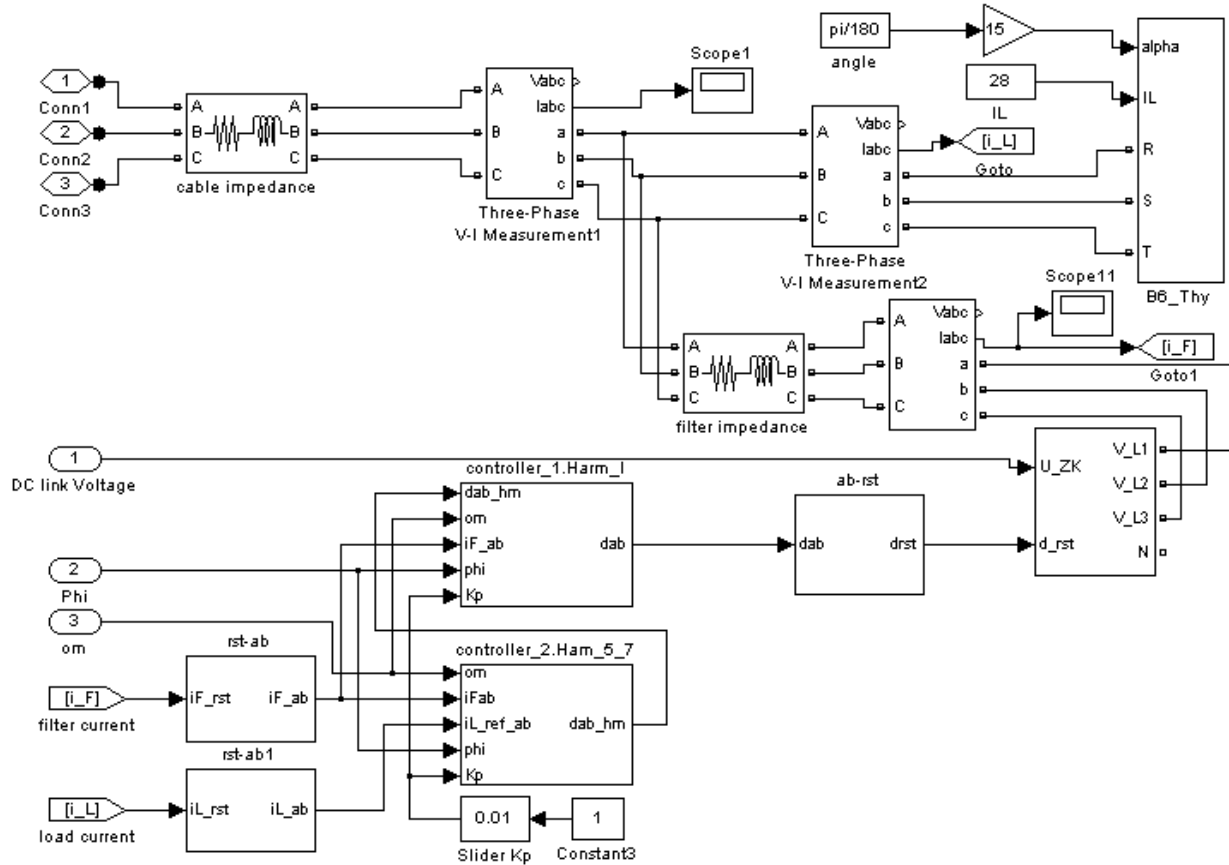 pi/180
angle
15
alpha
28
IL
IL
R
S
T
B6_Thy
1
Conn1
2
Conn2
3
Conn3
A
B
C
A
B
C
cable impedance
A
B
C
Vabc
Iabc
a
b
c
Three-Phase
V-I Measurement1
Scope1
A
B
C
Vabc
Iabc
a
b
c
Three-Phase
V-I Measurement2
[i_L]
Goto
Scope11
[i_F]
Goto1
A
B
C
A
B
C
filter impedance
A
B
C
Vabc
Iabc
a
b
c
1
DC link Voltage
2
Phi
3
om
controller_1.Harm_I
dab_hm
om
iF_ab
phi
Kp
dab
ab-rst
dab
drst
U_ZK
d_rst
V_L1
V_L2
V_L3
N
[i_F]
filter current
rst-ab
iF_rst
iF_ab
[i_L]
load current
rst-ab1
iL_rst
iL_ab
controller_2.Ham_5_7
om
iFab
iL_ref_ab
phi
Kp
dab_hm
0.01
Slider Kp
1
Constant3